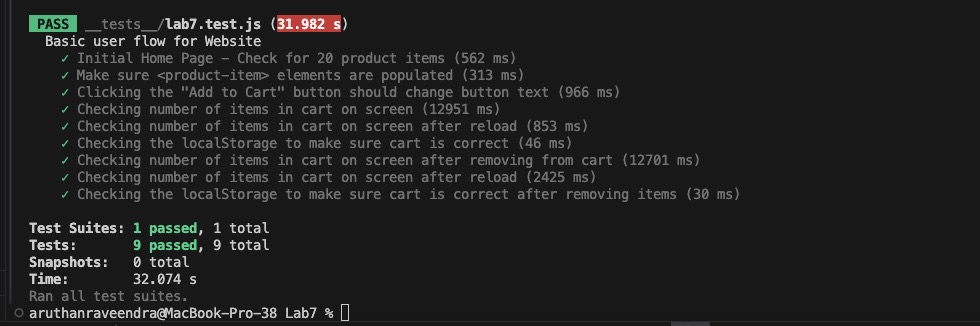 PASS __tests__/lab7.test.js (31.982 s)
Basic user flow for Website
✓ Initial Home Page - Check for 20 product items (562 ms)
✓ Make sure <product-item> elements are populated (313 ms)
✓ Clicking the "Add to Cart" button should change button text (966 ms)
✓ Checking number of items in cart on screen (12951 ms)
✓ Checking number of items in cart on screen after reload (853 ms)
✓ Checking the localStorage to make sure cart is correct (46 ms)
✓ Checking number of items in cart on screen after removing from cart (12701 ms)
✓ Checking number of items in cart on screen after reload (2425 ms)
✓ Checking the localStorage to make sure cart is correct after removing items (30 ms)
Test Suites: 1 passed, 1 total
Tests: 9 passed, 9 total
Snapshots: 0 total
Time: 32.074 s
Ran all test suites.
aruthanraveendra@MacBook-Pro-38 Lab7 %